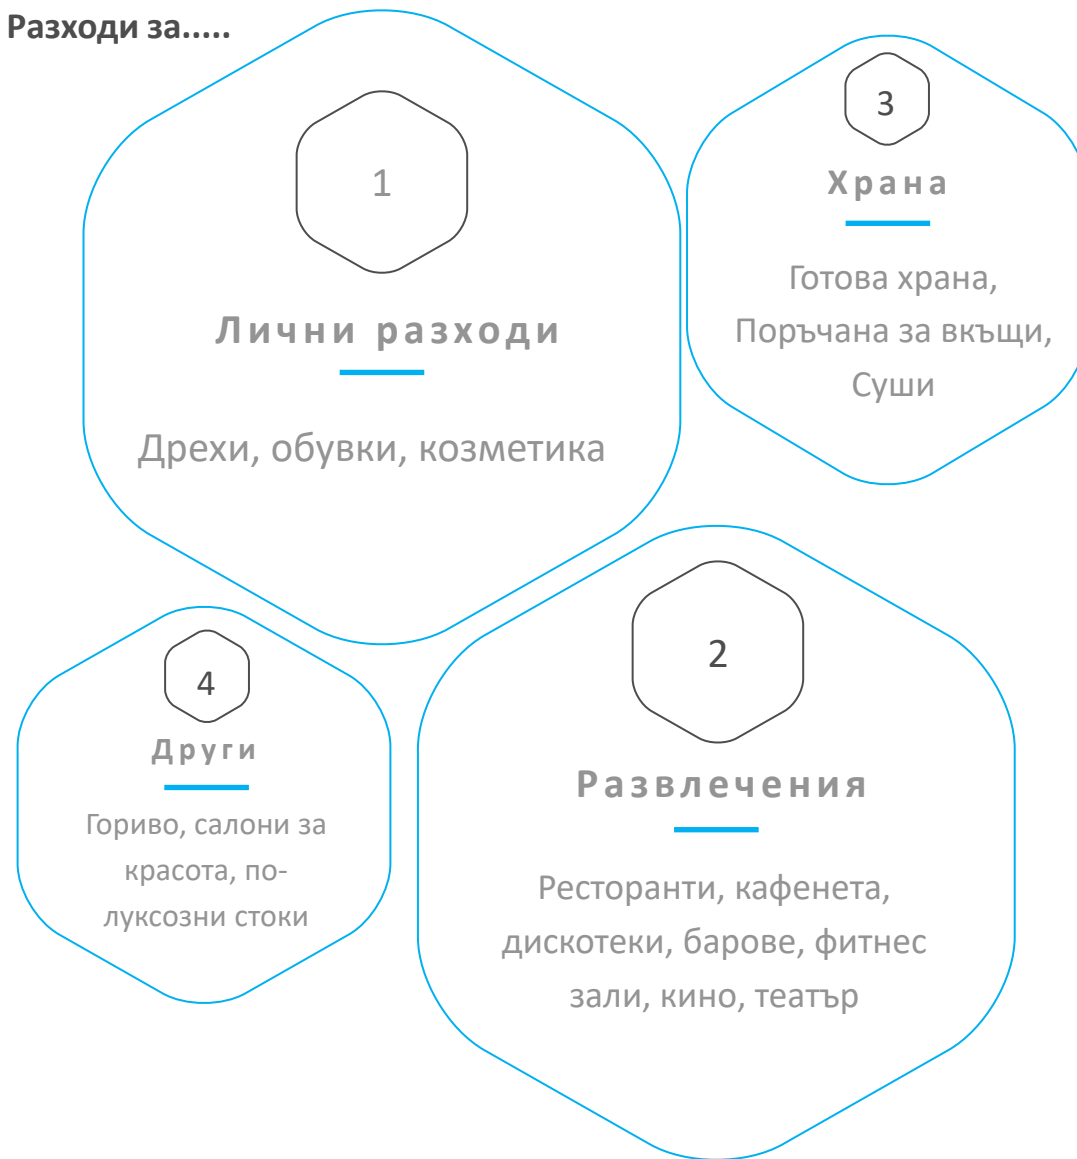 Разходи за.....
1
Лични разходи
Дрехи, обувки, козметика
3
Храна
Готова храна,
Поръчана за вкъщи,
Суши
4
Други
Гориво, салони за
красота, по-
луксозни стоки
2
Развлечения
Ресторанти, кафенета,
дискотеки, барове, фитнес
зали, кино, театър